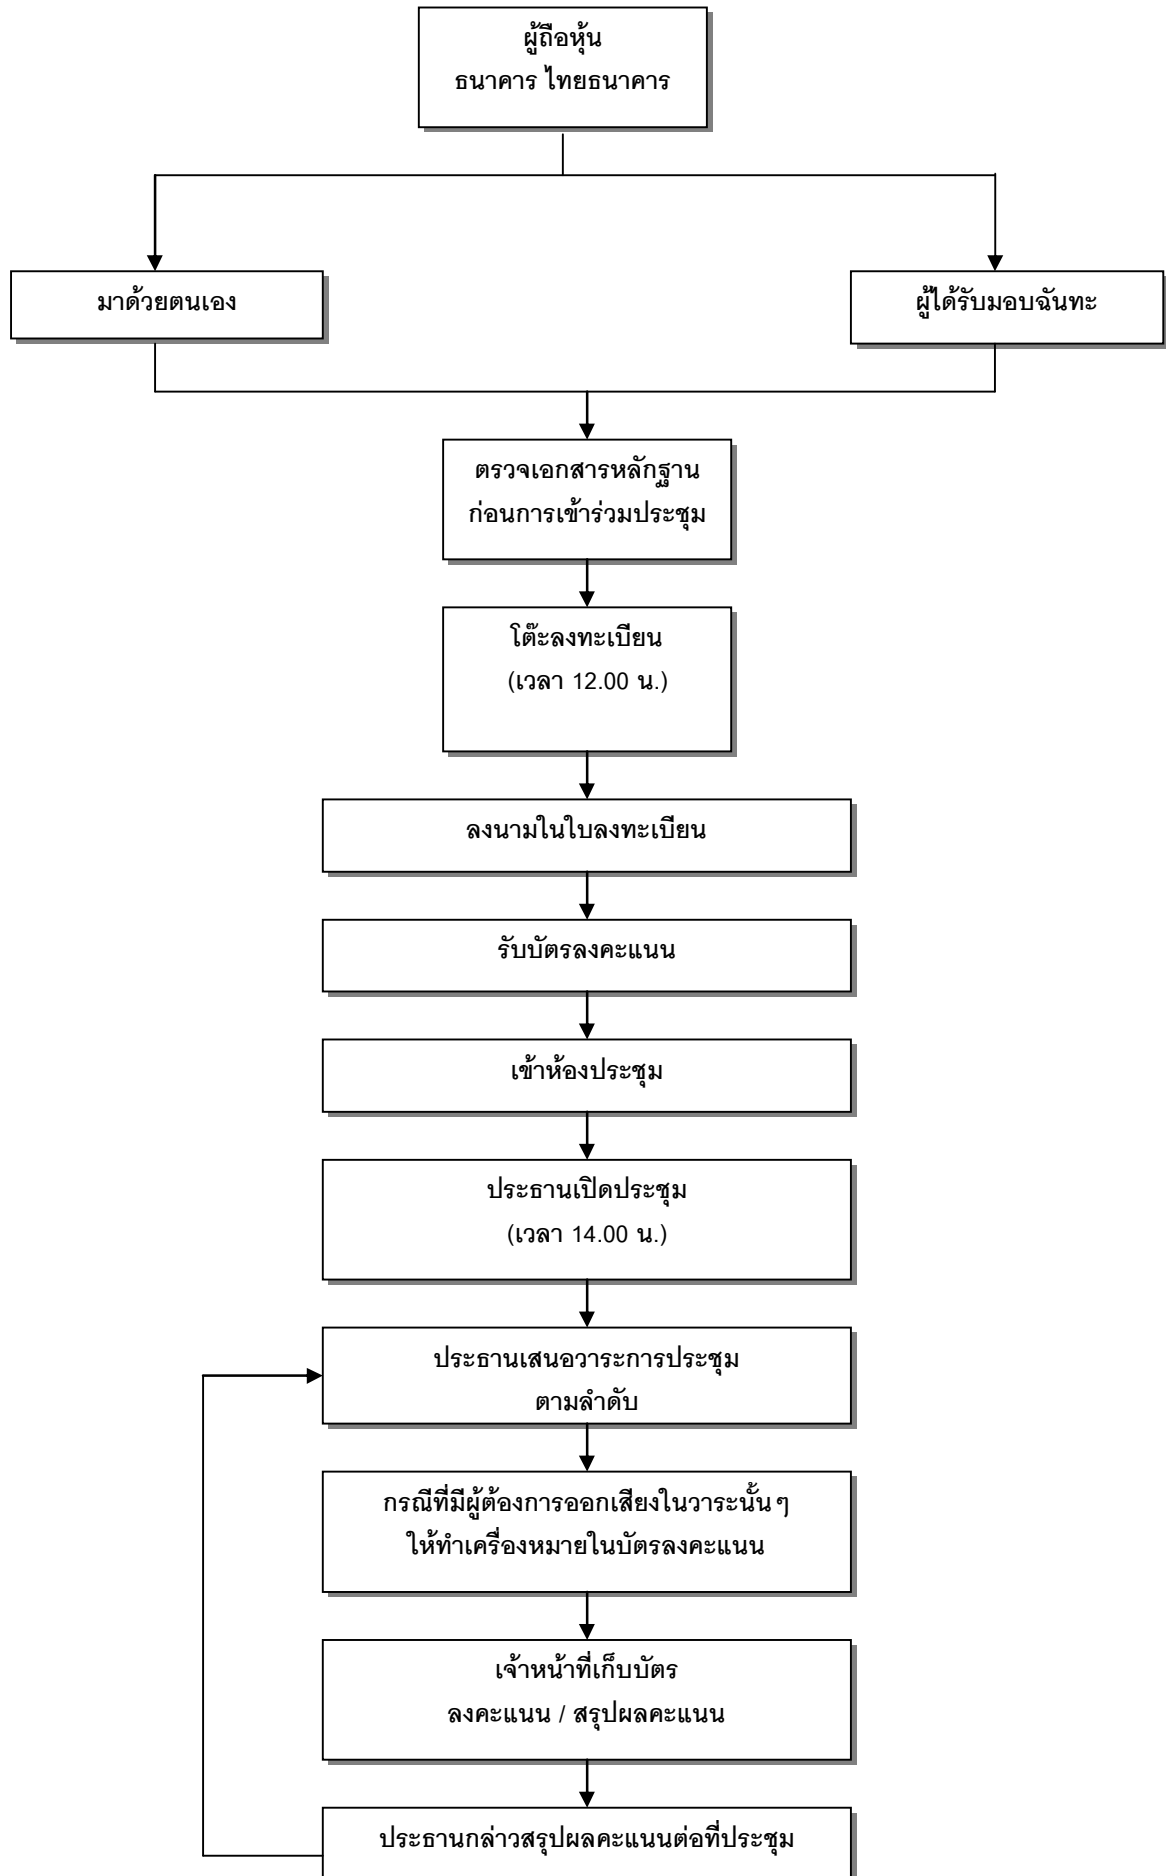 ผู้ถือหุ้น
ธนาคาร ไทยธนาคาร
มาด้วยตนเอง
ผู้ได้รับมอบฉันทะ
ตรวจเอกสารหลักฐาน
ก่อนการเข้าร่วมประชุม
โต๊ะลงทะเบียน
(เวลา 12.00 น.)
ลงนามในใบลงทะเบียน
รับบัตรลงคะแนน
เข้าห้องประชุม
ประธานเปิดประชุม
(เวลา 14.00 น.)
ประธานเสนอวาระการประชุม
ตามลำดับ
กรณีที่มีผู้ต้องการออกเสียงในวาระนั้น ๆ
ให้ทำเครื่องหมายในบัตรลงคะแนน
เจ้าหน้าที่เก็บบัตร
ลงคะแนน / สรุปผลคะแนน
ประธานกล่าวสรุปผลคะแนนต่อที่ประชุม